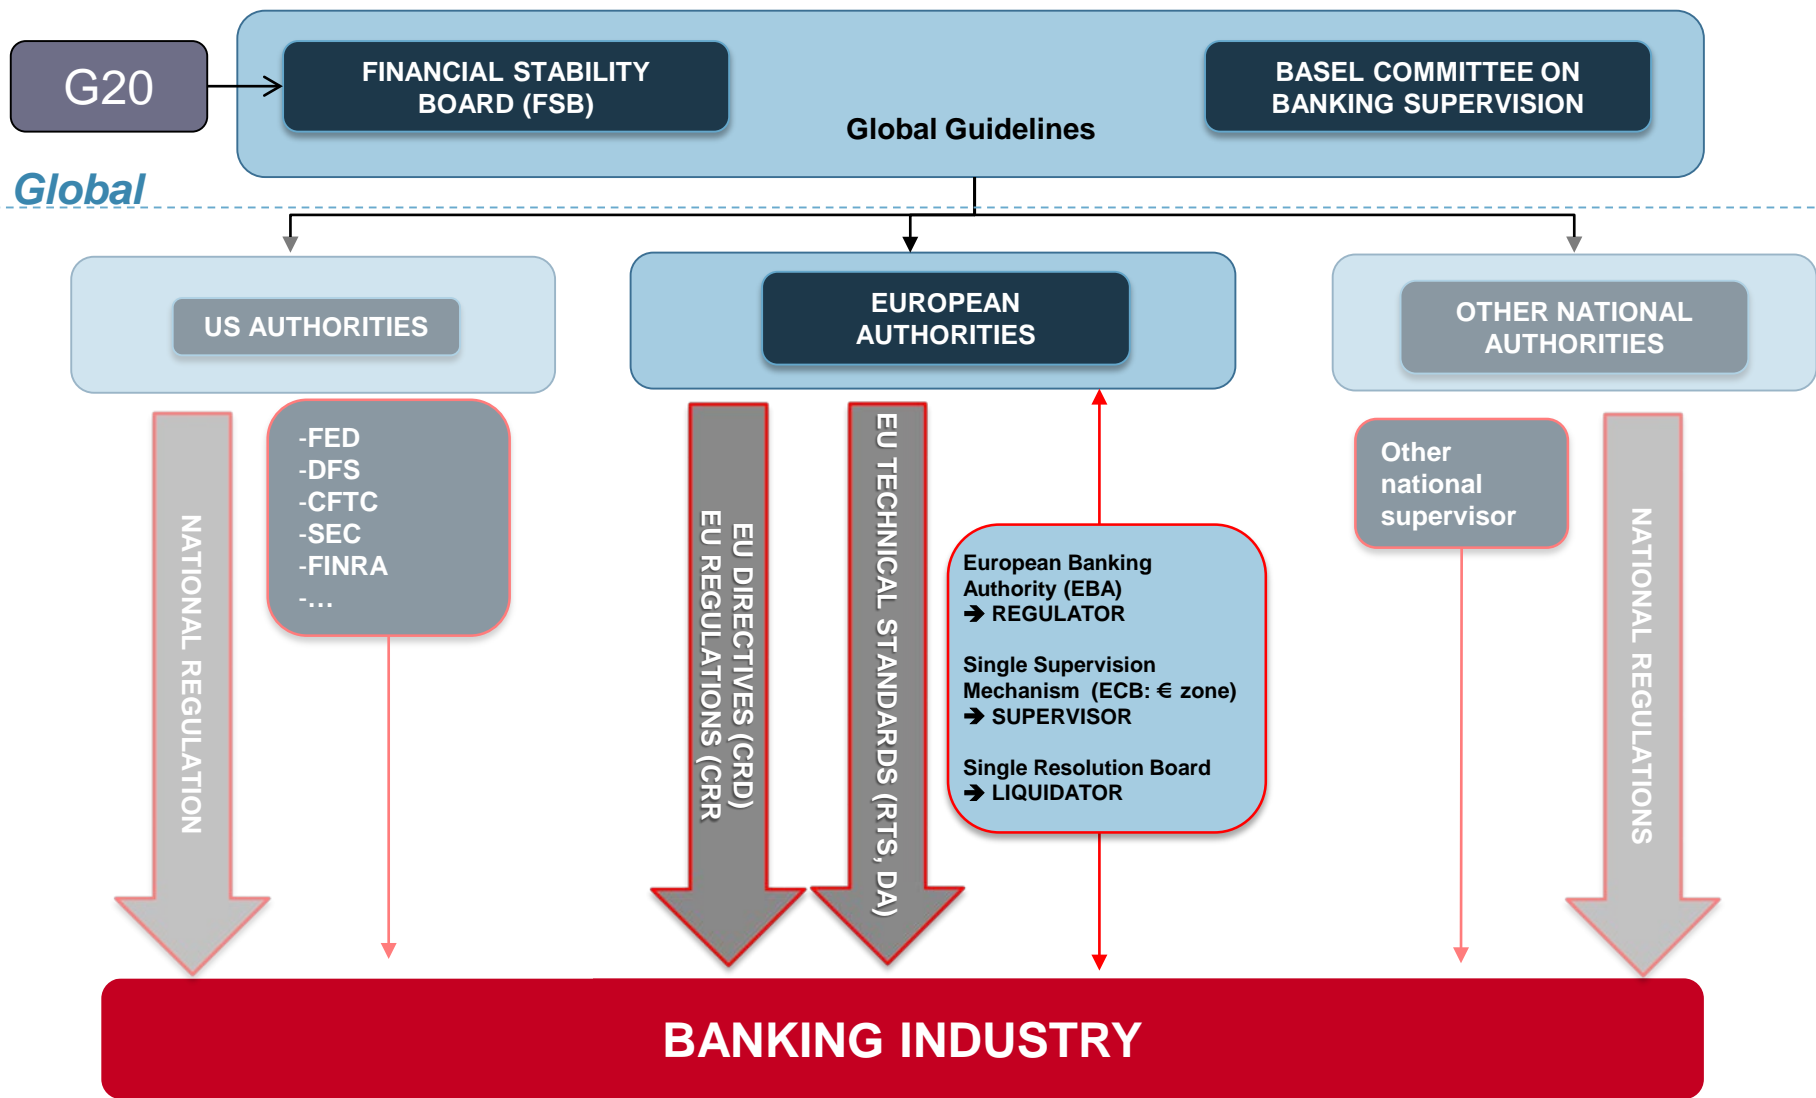 G20
FINANCIAL STABILITY
BOARD (FSB)
BASEL COMMITTEE ON
BANKING SUPERVISION
Global Guidelines
Global
US AUTHORITIES
EUROPEAN
AUTHORITIES
OTHER NATIONAL
AUTHORITIES
NATIONAL REGULATION
-FED
-DFS
-CFTC
-SEC
-FINRA
-...
EU DIRECTIVES (CRD)
EU REGULATIONS (CRR
EU TECHNICAL STANDARDS (RTS, DA)
European Banking
Authority (EBA)
➔ REGULATOR
Single Supervision
Mechanism (ECB: € zone)
➔ SUPERVISOR
Single Resolution Board
➔ LIQUIDATOR
Other
national
supervisor
NATIONAL REGULATIONS
BANKING INDUSTRY